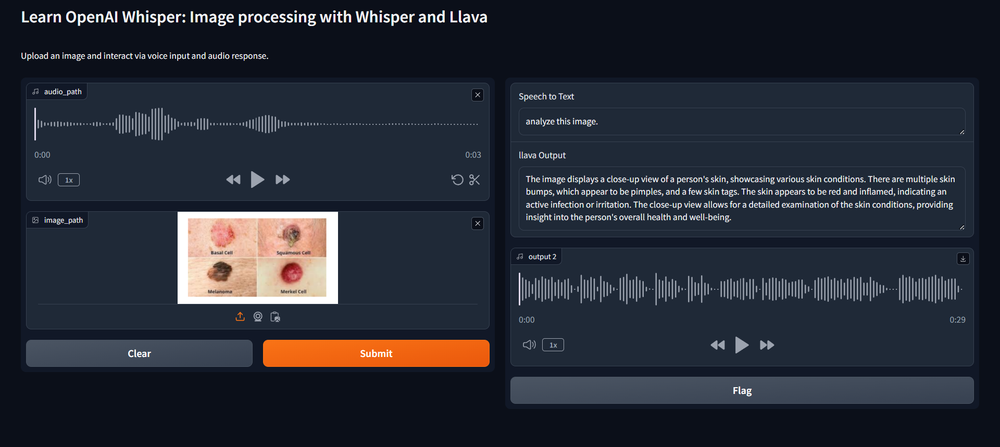 Learn OpenAI Whisper: Image processing with Whisper and Llava
Upload an image and interact via voice input and audio response.
audio_path
0:00
0:03
1x
image_path
Basal Cell
Squamous Cell
Melanoma
Merkel Cell
Clear
Submit
Speech to Text
analyze this image.
llava Output
The image displays a close-up view of a person's skin, showcasing various skin conditions. There are multiple skin
bumps, which appear to be pimples, and a few skin tags. The skin appears to be red and inflamed, indicating an
active infection or irritation. The close-up view allows for a detailed examination of the skin conditions, providing
insight into the person's overall health and well-being.
output 2
0:00
0:29
1x
Flag